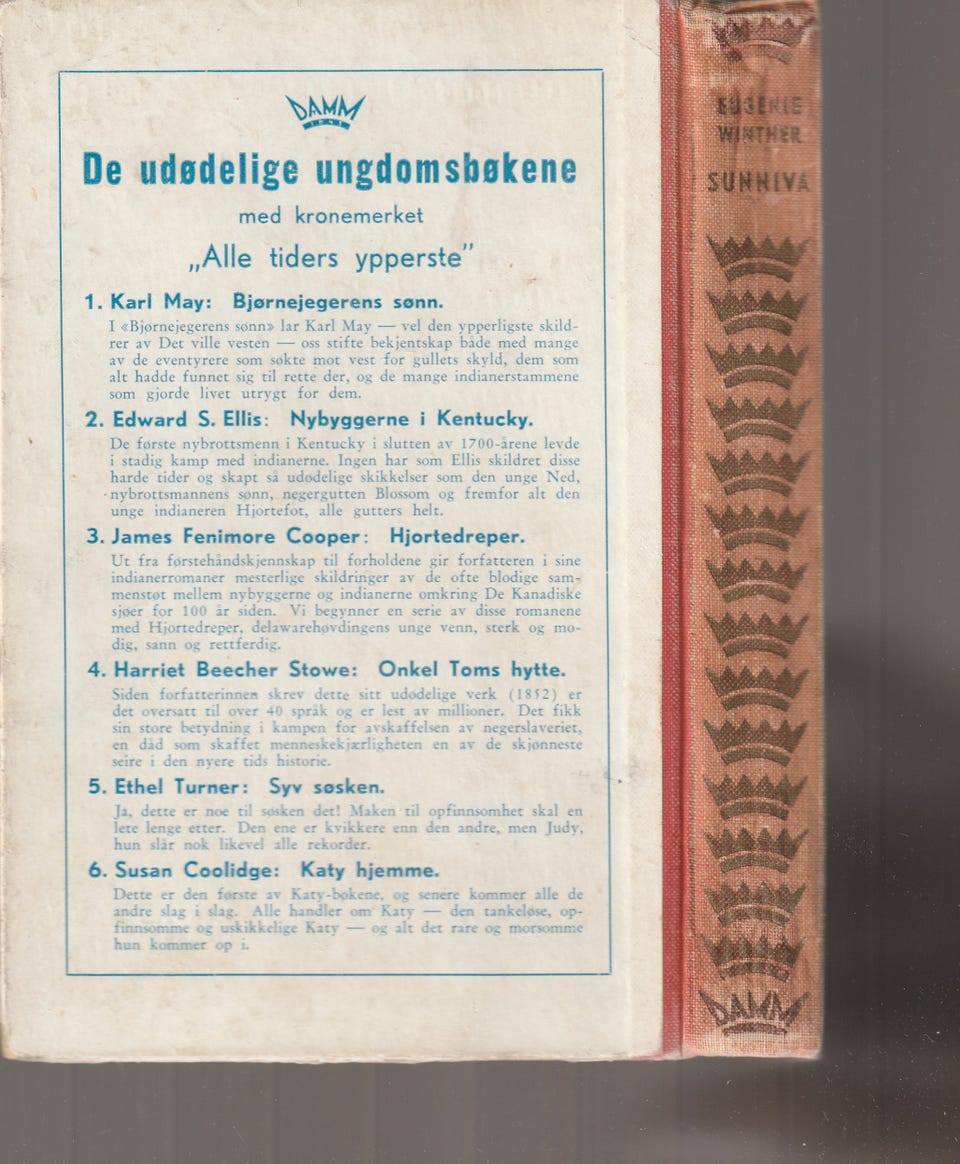 DAMM
1843
De udødelige ungdomsbøkene
med kronemerket
„Alle tiders ypperste”
1. Karl May: Bjørnejegerens sønn.
I «Bjørnejegerens sønn» lar Karl May — vel den ypperligste skild-
rer av Det ville vesten — oss stifte bekjentskap både med mange
av de eventyrere som søkte mot vest for gullets skyld, dem som
alt hadde funnet sig til rette der, og de mange indianerstammene
som gjorde livet utrygt for dem.
2. Edward S. Ellis: Nybyggerne i Kentucky.
De første nybrottsmenn i Kentucky i slutten av 1700-årene levde
i stadig kamp med indianerne. Ingen har som Ellis skildret disse
harde tider og skapt så udødelige skikkelser som den unge Ned,
nybrottsmannens sønn, negergutten Blossom og fremfor alt den
unge indianeren Hjortefot, alle gutters helt.
3. James Fenimore Cooper: Hjortedreper.
Ut fra førstehåndskjennskap til forholdene gir forfatteren i sine
indianerromaner mesterlige skildringer av de ofte blodige sam-
menstøt mellem nybyggerne og indianerne omkring De Kanadiske
sjøer for 100 år siden. Vi begynner en serie av disse romanene
med Hjortedreper, delawarehøvdingens unge venn, sterk og mo-
dig, sann og rettferdig.
4. Harriet Beecher Stowe: Onkel Toms hytte.
Siden forfatterinnen skrev dette sitt udødelige verk (1852) er
det oversatt til over 40 språk og er lest av millioner. Det fikk
sin store betydning i kampen for avskaffelsen av negerslaveriet,
en dåd som skaffet menneskekjærligheten en av de skjønneste
seire i den nyere tids historie.
5. Ethel Turner: Syv søsken.
Ja, dette er noe til søsken det! Maken til opfinnsomhet skal en
lete lenge etter. Den ene er kvikkere enn den andre, men Judy,
hun slår nok likevel alle rekorder.
6. Susan Coolidge: Katy hjemme.
Dette er den første av Katy-bøkene, og senere kommer alle de
andre slag i slag. Alle handler om Katy — den tankeløse, op-
finnsomme og uskikkelige Katy — og alt det rare og morsomme
hun kommer op i.
EUGENIE
WINTHER
SUNNIVA
DAMM